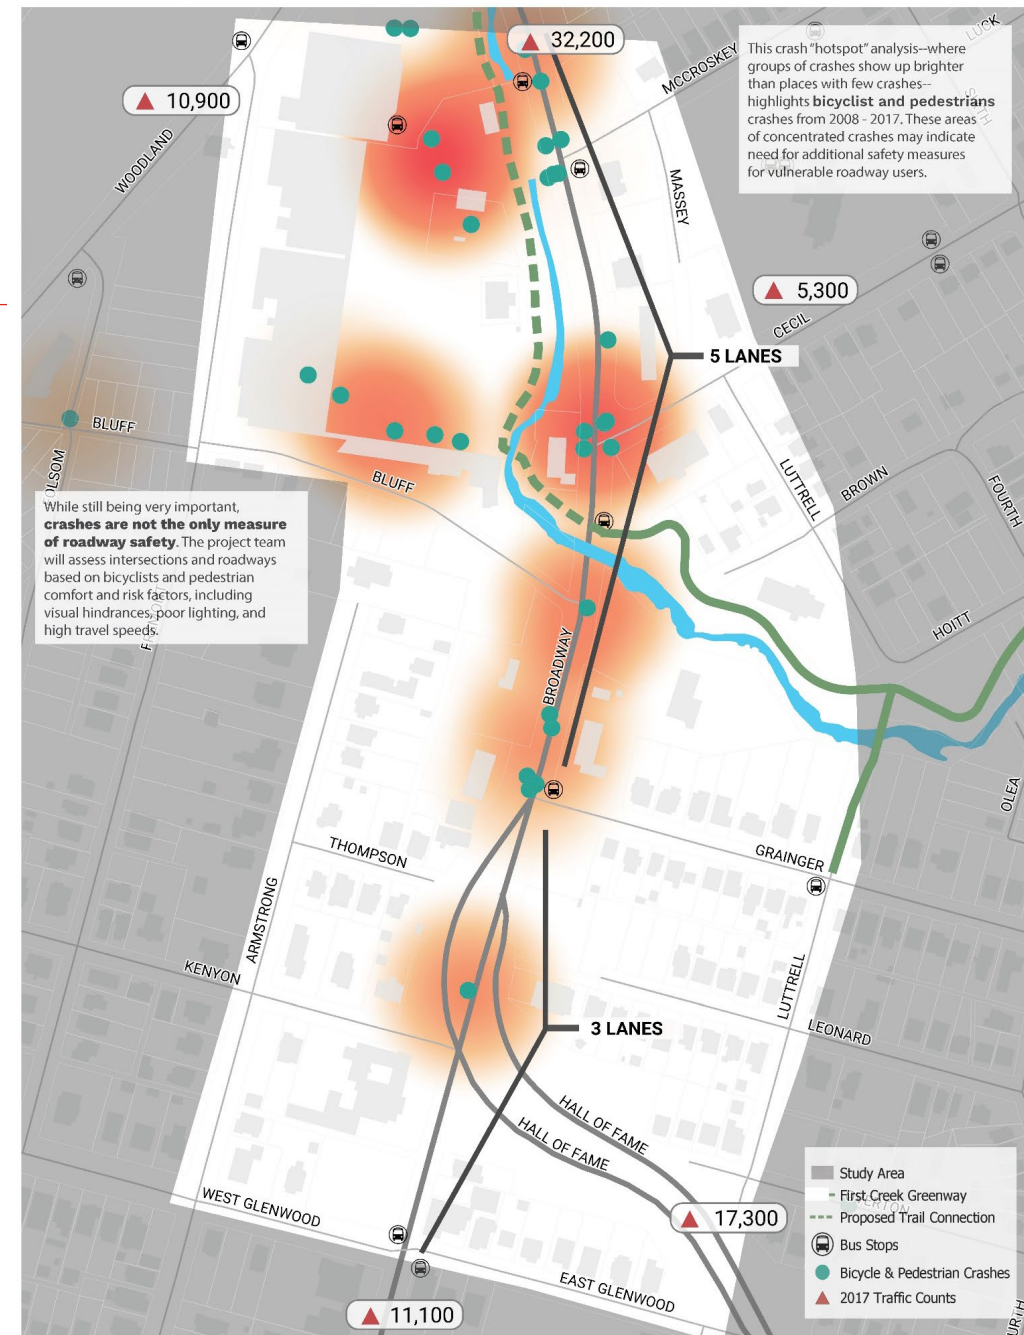 32,200
LUCK
This crash "hotspot" analysis--where
groups of crashes show up brighter
than places with few crashes--
highlights bicyclist and pedestrians
crashes from 2008 - 2017. These areas
of concentrated crashes may indicate
need for additional safety measures
for vulnerable roadway users.
MCCROSKEY
10,900
WOODLAND
MASSEY
5,300
CECIL
5 LANES
BLUFF
BLUFF
LUTTRELL
BROWN
FOURTH
While still being very important,
crashes are not the only measure
of roadway safety. The project team
will assess intersections and roadways
based on bicyclists and pedestrian
comfort and risk factors, including
visual hindrances, poor lighting, and
high travel speeds.
HOITT
BROADWAY
OLEA
THOMPSON
GRAINGER
ARMSTRONG
KENYON
LUTTRELL
LEONARD
3 LANES
HALL OF FAME
HALL OF FAME
WEST GLENWOOD
17,300
EAST GLENWOOD
11,100
Study Area
First Creek Greenway
Proposed Trail Connection
Bus Stops
Bicycle & Pedestrian Crashes
2017 Traffic Counts